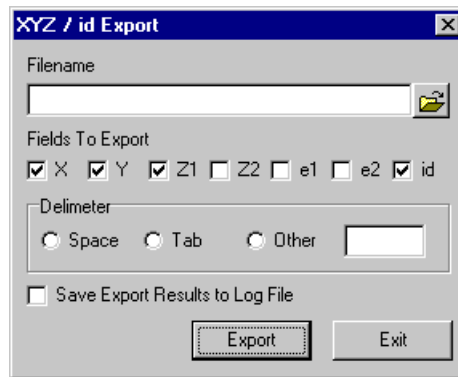 XYZ / id Export
Filename
Fields To Export
X Y Z1 Z2 e1 e2 id
Delimeter
Space Tab Other
Save Export Results to Log File
Export Exit